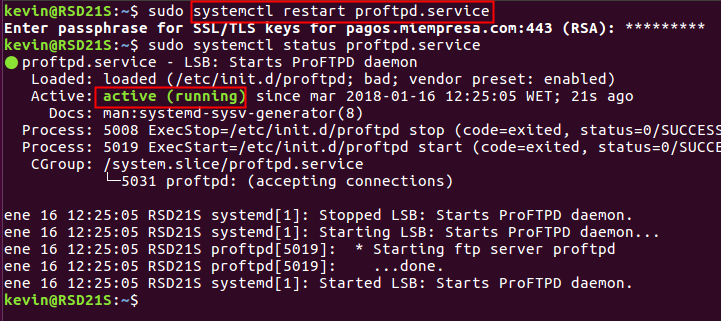 kevin@RSD21S:~$ sudo systemctl restart proftpd.service
Enter passphrase for SSL/TLS keys for pagos.miempresa.com:443 (RSA): *********
kevin@RSD21S:~$ sudo systemctl status proftpd.service
● proftpd.service - LSB: Starts ProFTPD daemon
   Loaded: loaded (/etc/init.d/proftpd; bad; vendor preset: enabled)
   Active: active (running) since mar 2018-01-16 12:25:05 WET; 21s ago
     Docs: man:systemd-sysv-generator(8)
  Process: 5008 ExecStop=/etc/init.d/proftpd stop (code=exited, status=0/SUCCESS
  Process: 5019 ExecStart=/etc/init.d/proftpd start (code=exited, status=0/SUCCE
   CGroup: /system.slice/proftpd.service
           └─5031 proftpd: (accepting connections)
ene 16 12:25:05 RSD21S systemd[1]: Stopped LSB: Starts ProFTPD daemon.
ene 16 12:25:05 RSD21S systemd[1]: Starting LSB: Starts ProFTPD daemon...
ene 16 12:25:05 RSD21S proftpd[5019]:  * Starting ftp server proftpd
ene 16 12:25:05 RSD21S proftpd[5019]:    ...done.
ene 16 12:25:05 RSD21S systemd[1]: Started LSB: Starts ProFTPD daemon.
kevin@RSD21S:~$